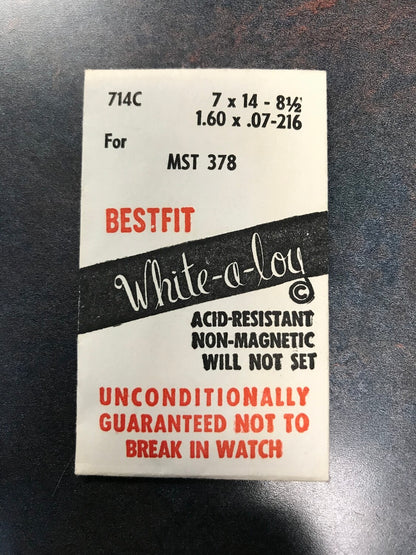 714C 7 x 14 - 8½
1.60 x .07-216
For
MST 378
BESTFIT
White-a-loy
©
ACID-RESISTANT
NON-MAGNETIC
WILL NOT SET
UNCONDITIONALLY
GUARANTEED NOT TO
BREAK IN WATCH